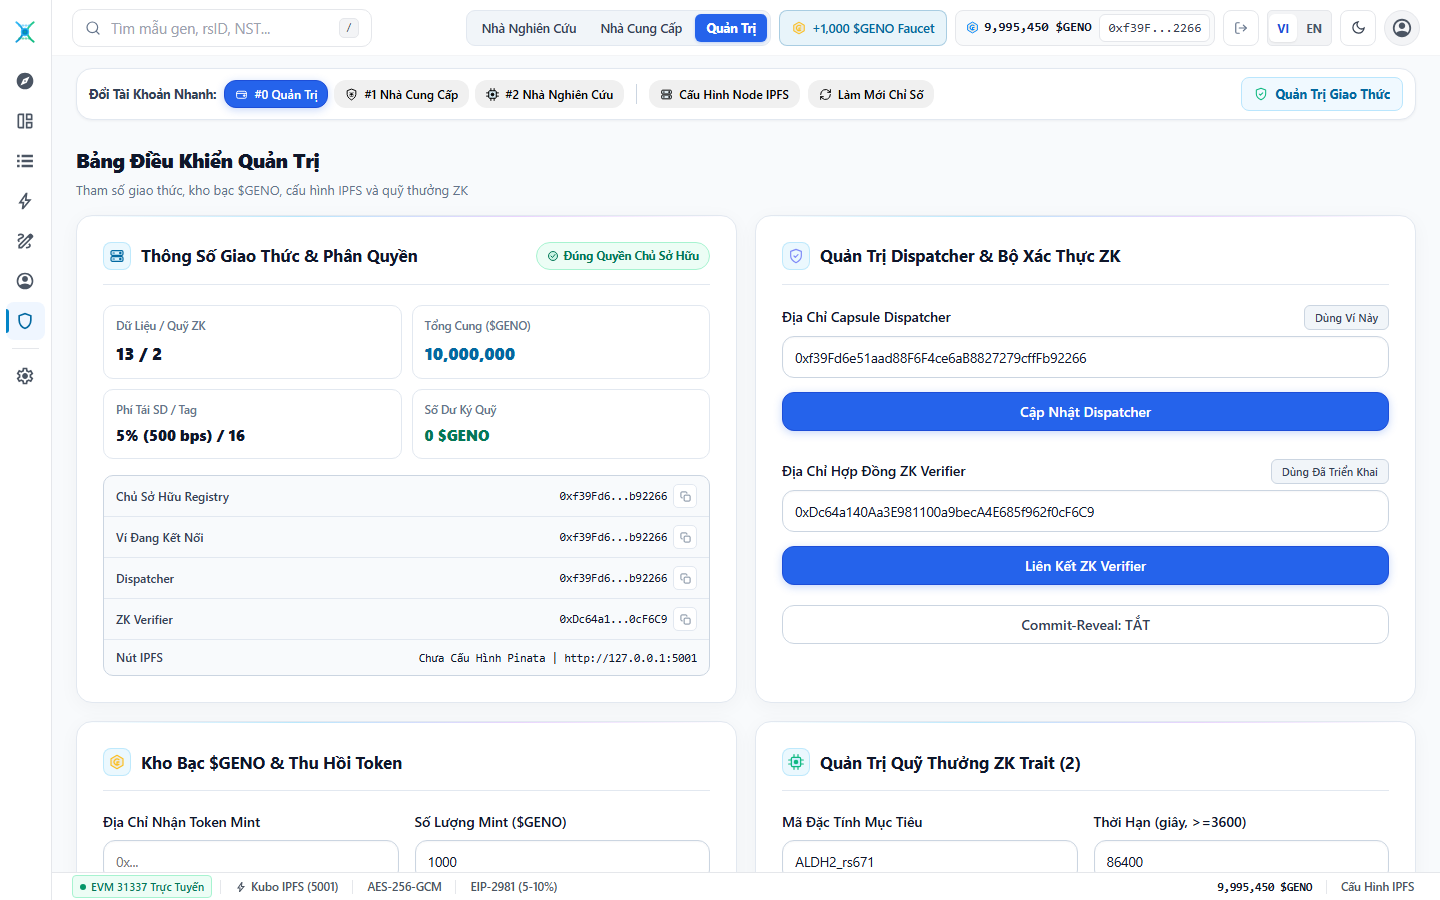 Tìm mẫu gen, rsID, NST...
/
Nhà Nghiên Cứu
Nhà Cung Cấp
Quản Trị
+1,000 $GENO Faucet
9,995,450 $GENO
0xf39F...2266
VI
EN
Đổi Tài Khoản Nhanh:
#0 Quản Trị
#1 Nhà Cung Cấp
#2 Nhà Nghiên Cứu
Cấu Hình Node IPFS
Làm Mới Chỉ Số
Quản Trị Giao Thức
Bảng Điều Khiển Quản Trị
Tham số giao thức, kho bạc $GENO, cấu hình IPFS và quỹ thưởng ZK
Thông Số Giao Thức & Phân Quyền
Đúng Quyền Chủ Sở Hữu
Dữ Liệu / Quỹ ZK
13 / 2
Tổng Cung ($GENO)
10,000,000
Phí Tái SD / Tag
5% (500 bps) / 16
Số Dư Ký Quỹ
0 $GENO
Chủ Sở Hữu Registry
0xf39Fd6...b92266
Ví Đang Kết Nối
0xf39Fd6...b92266
Dispatcher
0xf39Fd6...b92266
ZK Verifier
0xDc64a1...0cF6C9
Nút IPFS
Chưa Cấu Hình Pinata | http://127.0.0.1:5001
Quản Trị Dispatcher & Bộ Xác Thực ZK
Địa Chỉ Capsule Dispatcher
Dùng Ví Này
0xf39Fd6e51aad88F6F4ce6aB8827279cffFb92266
Cập Nhật Dispatcher
Địa Chỉ Hợp Đồng ZK Verifier
Dùng Đã Triển Khai
0xDc64a140Aa3E981100a9becA4E685f962f0cF6C9
Liên Kết ZK Verifier
Commit-Reveal: TẮT
Kho Bạc $GENO & Thu Hồi Token
Địa Chỉ Nhận Token Mint
0x...
Số Lượng Mint ($GENO)
1000
Quản Trị Quỹ Thưởng ZK Trait (2)
Mã Đặc Tính Mục Tiêu
ALDH2_rs671
Thời Hạn (giây, >=3600)
86400
EVM 31337 Trực Tuyến
Kubo IPFS (5001)
AES-256-GCM
EIP-2981 (5-10%)
9,995,450 $GENO
Cấu Hình IPFS